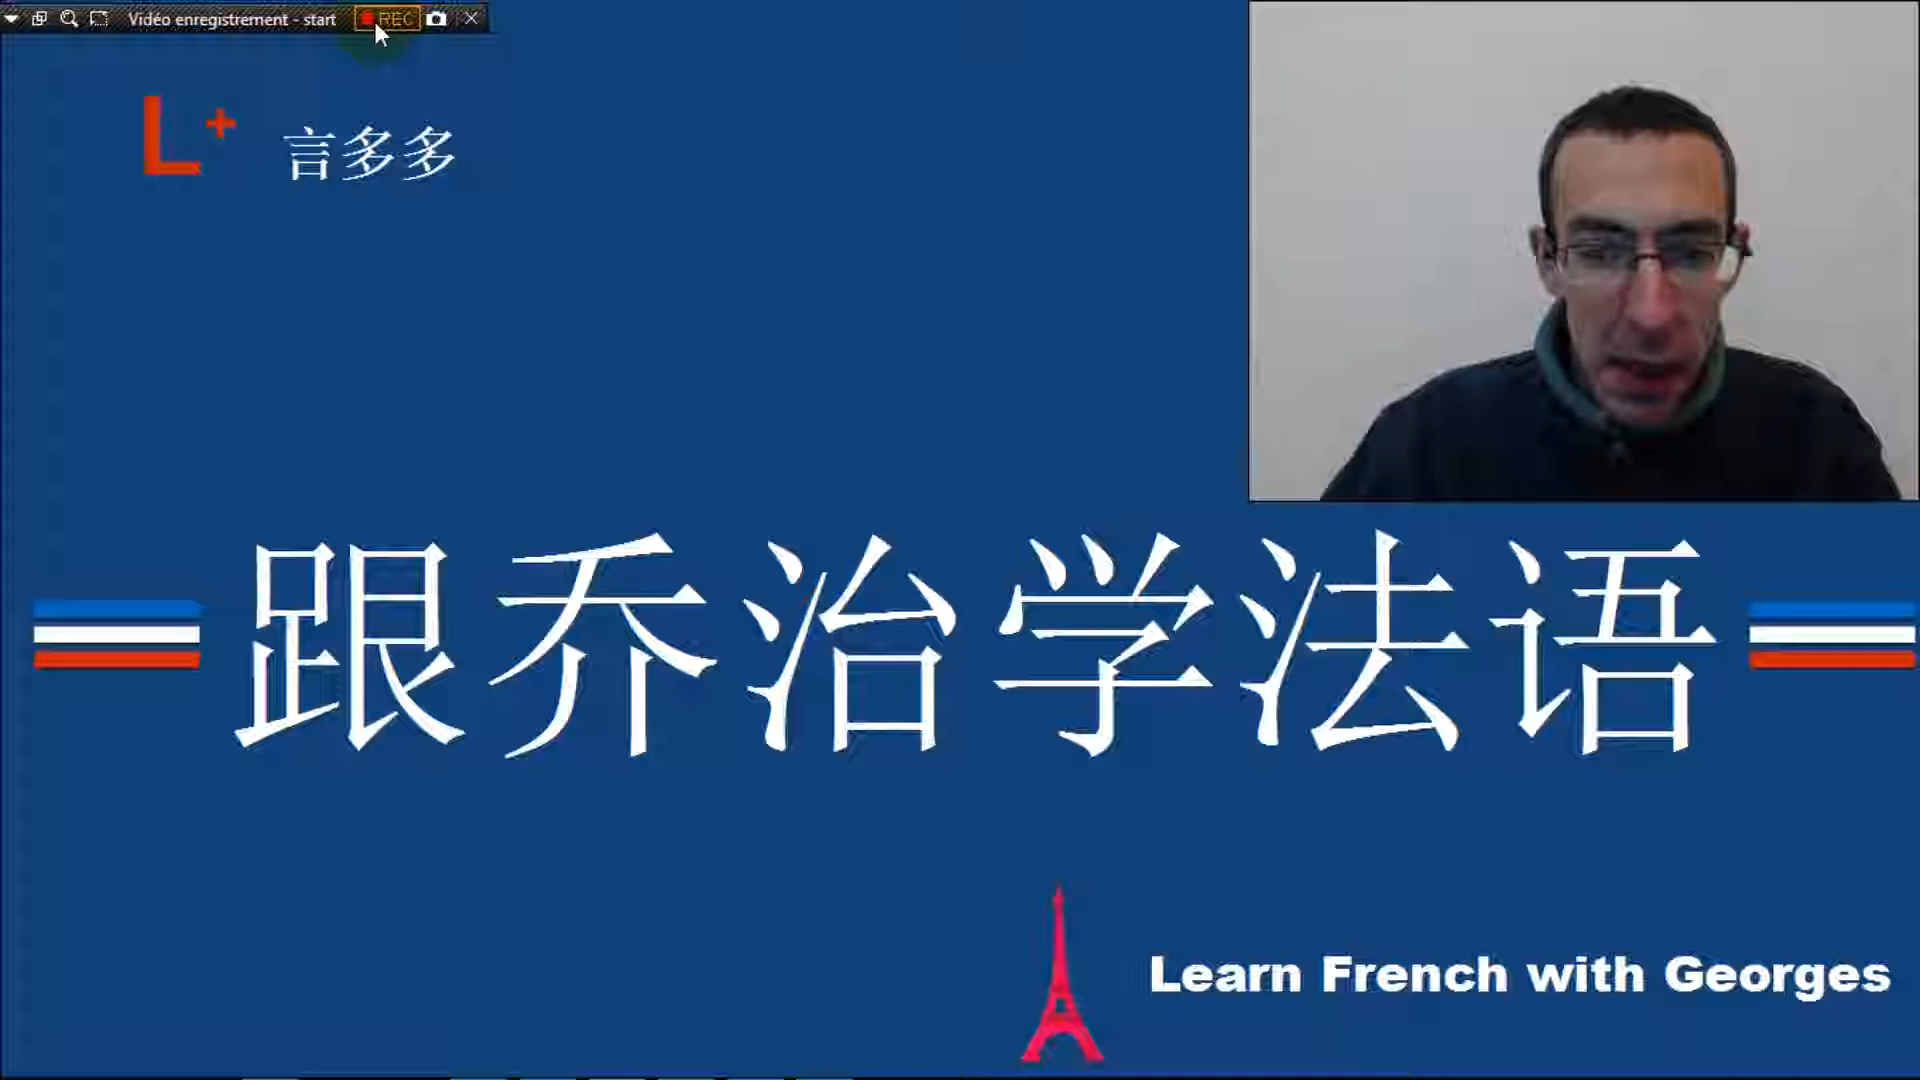 Vidéo enregistrement - start REC
L+ 言多多
跟乔治学法语
Learn French with Georges